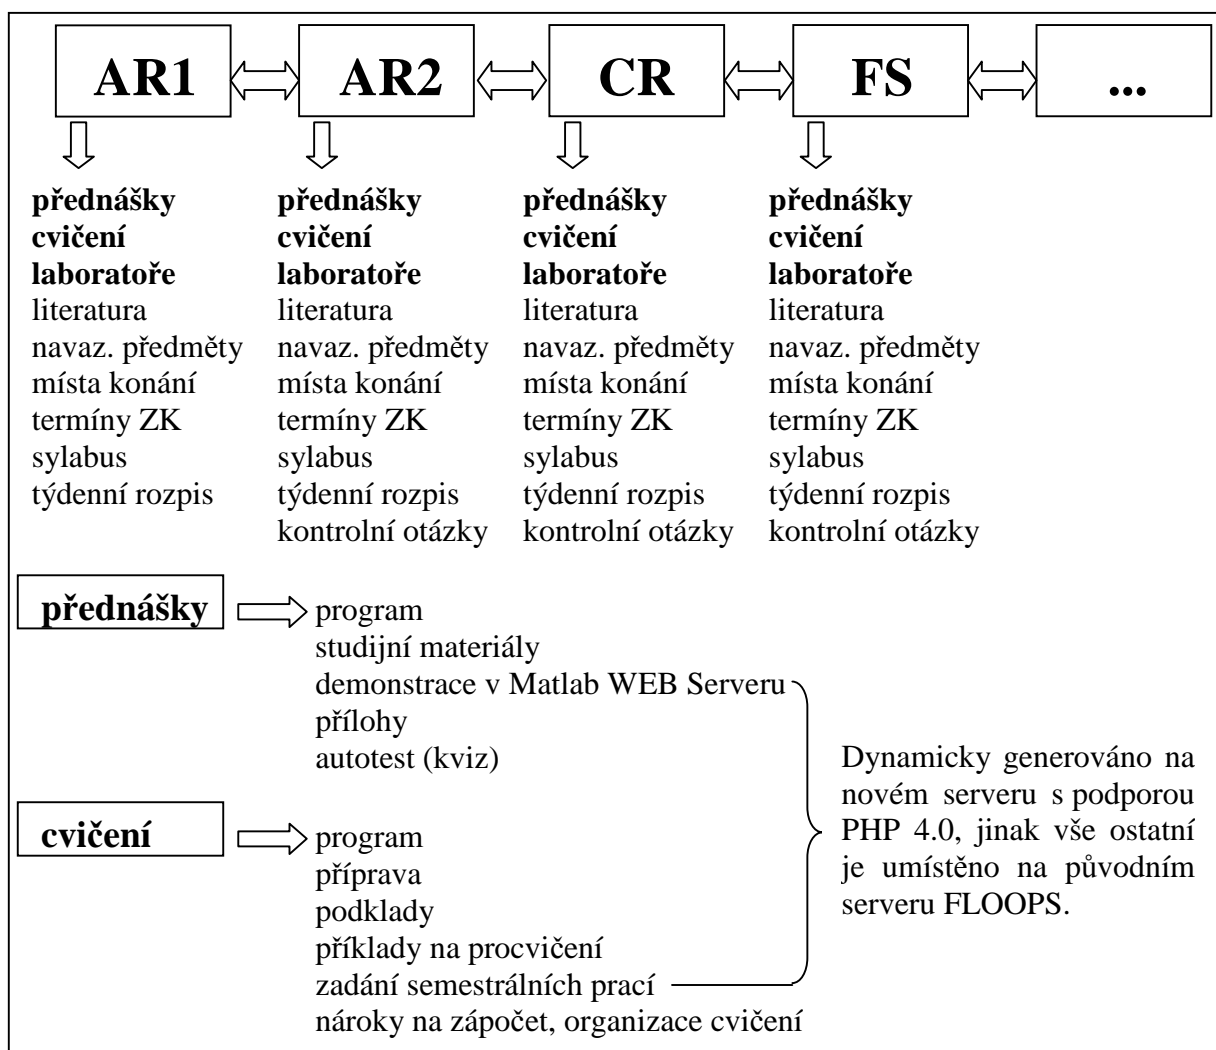 AR1
AR2
CR
FS
...
přednášky
cvičení
laboratoře
literatura
navaz. předměty
místa konání
termíny ZK
sylabus
týdenní rozpis
přednášky
cvičení
laboratoře
literatura
navaz. předměty
místa konání
termíny ZK
sylabus
týdenní rozpis
kontrolní otázky
přednášky
cvičení
laboratoře
literatura
navaz. předměty
místa konání
termíny ZK
sylabus
týdenní rozpis
kontrolní otázky
přednášky
cvičení
laboratoře
literatura
navaz. předměty
místa konání
termíny ZK
sylabus
týdenní rozpis
kontrolní otázky
přednášky
program
studijní materiály
demonstrace v Matlab WEB Serveru
přílohy
autotest (kviz)
cvičení
program
příprava
podklady
příklady na procvičení
zadání semestrálních prací
nároky na zápočet, organizace cvičení
Dynamicky generováno na
novém serveru s podporou
PHP 4.0, jinak vše ostatní
je umístěno na původním
serveru FLOOPS.